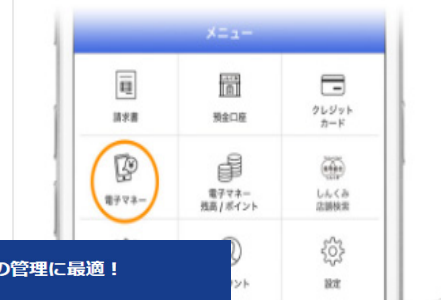 メニュー
請求書
預金口座
クレジット
カード
電子マネー
電子マネー
残高 / ポイント
しんくみ
店舗検索
の管理に最適！
ント
設定